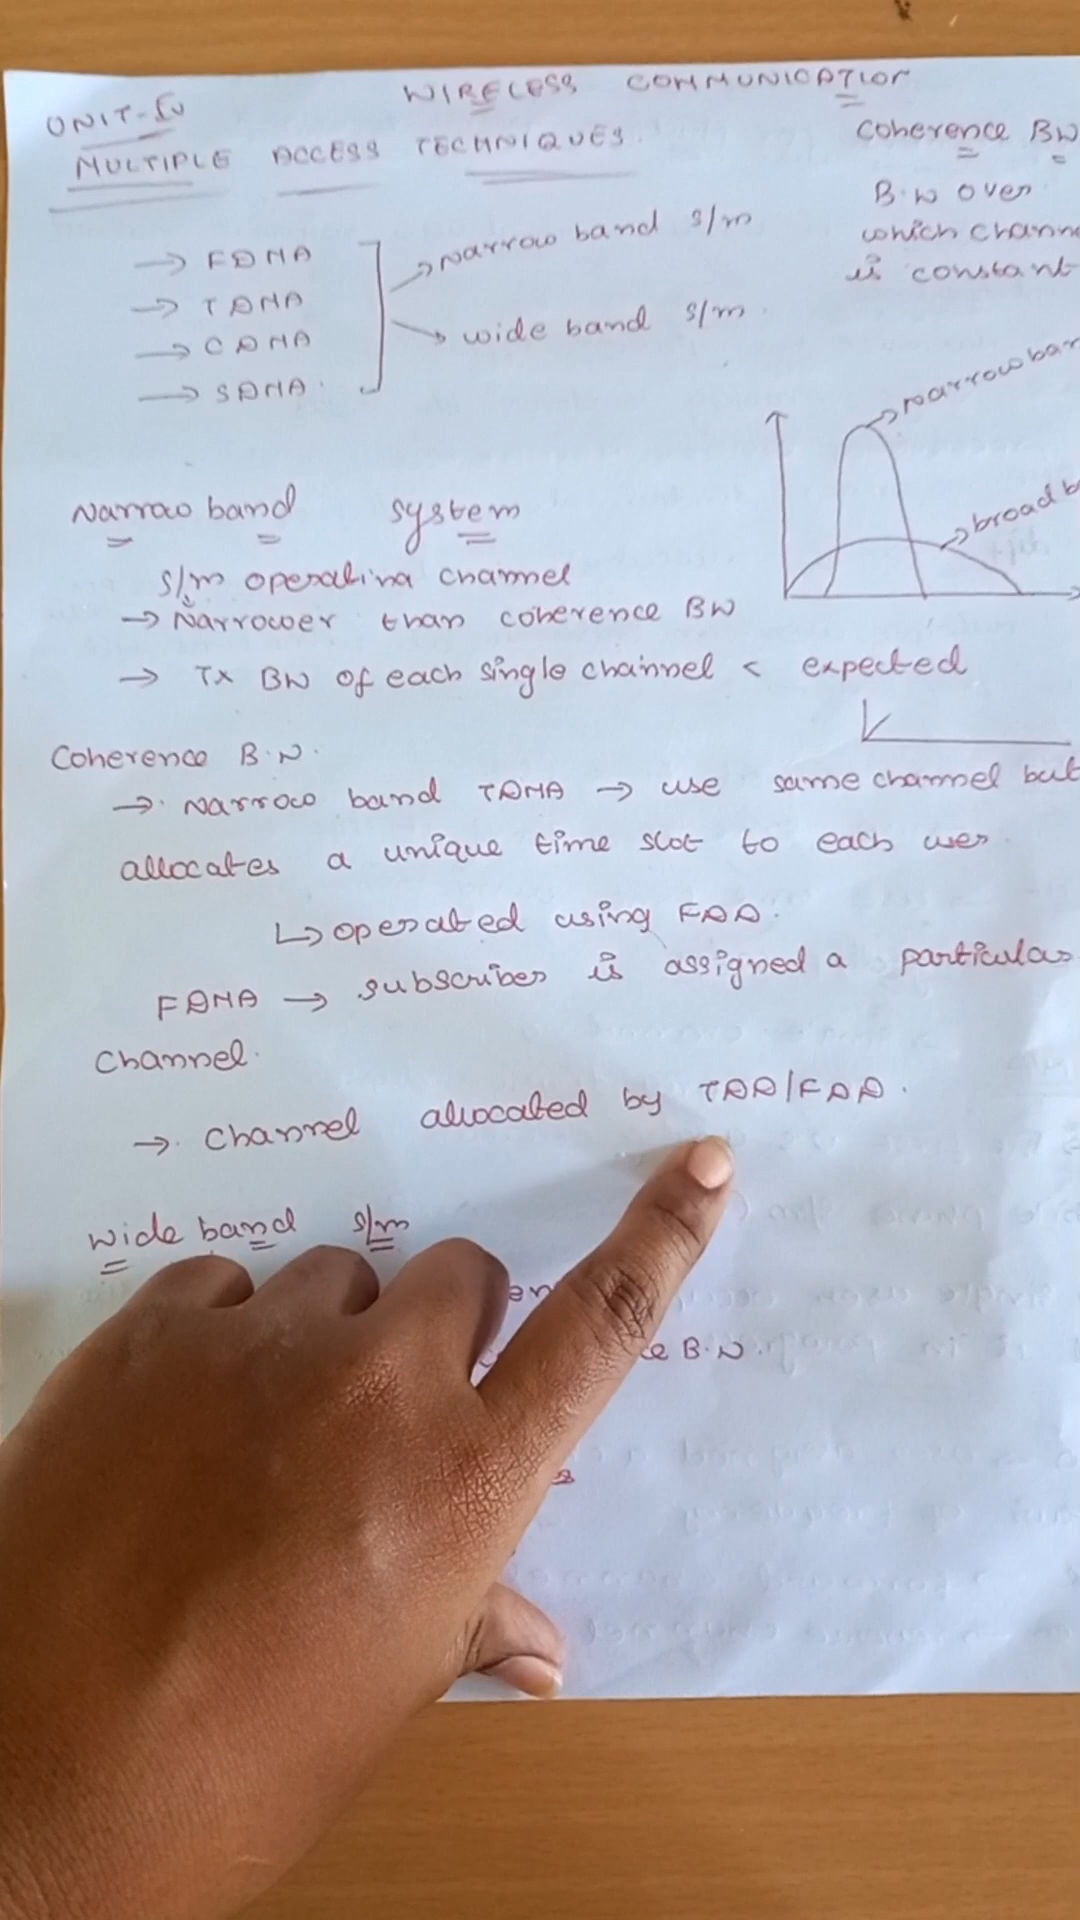 UNIT-IV WIRELESS COMMUNICATION
MULTIPLE ACCESS TECHNIQUES.
Coherence BW
B.W over
which chann
is constant
→ FDMA
→ TDMA
→ CDMA
→ SDMA.
→ Narrow band s/m
→ wide band s/m.
→ Narrow ban
→ broad b
Narrow band system
s/m operating channel
→ Narrower than coherence BW
→ Tx BW of each single channel < expected
Coherence B.W.
→ Narrow band TDMA → use same channel but
allocates a unique time slot to each user.
↳ operated using FDD.
FDMA → subscriber is assigned a particular
Channel.
→ Channel allocated by TDD/FDD.
wide band s/m
B.W.